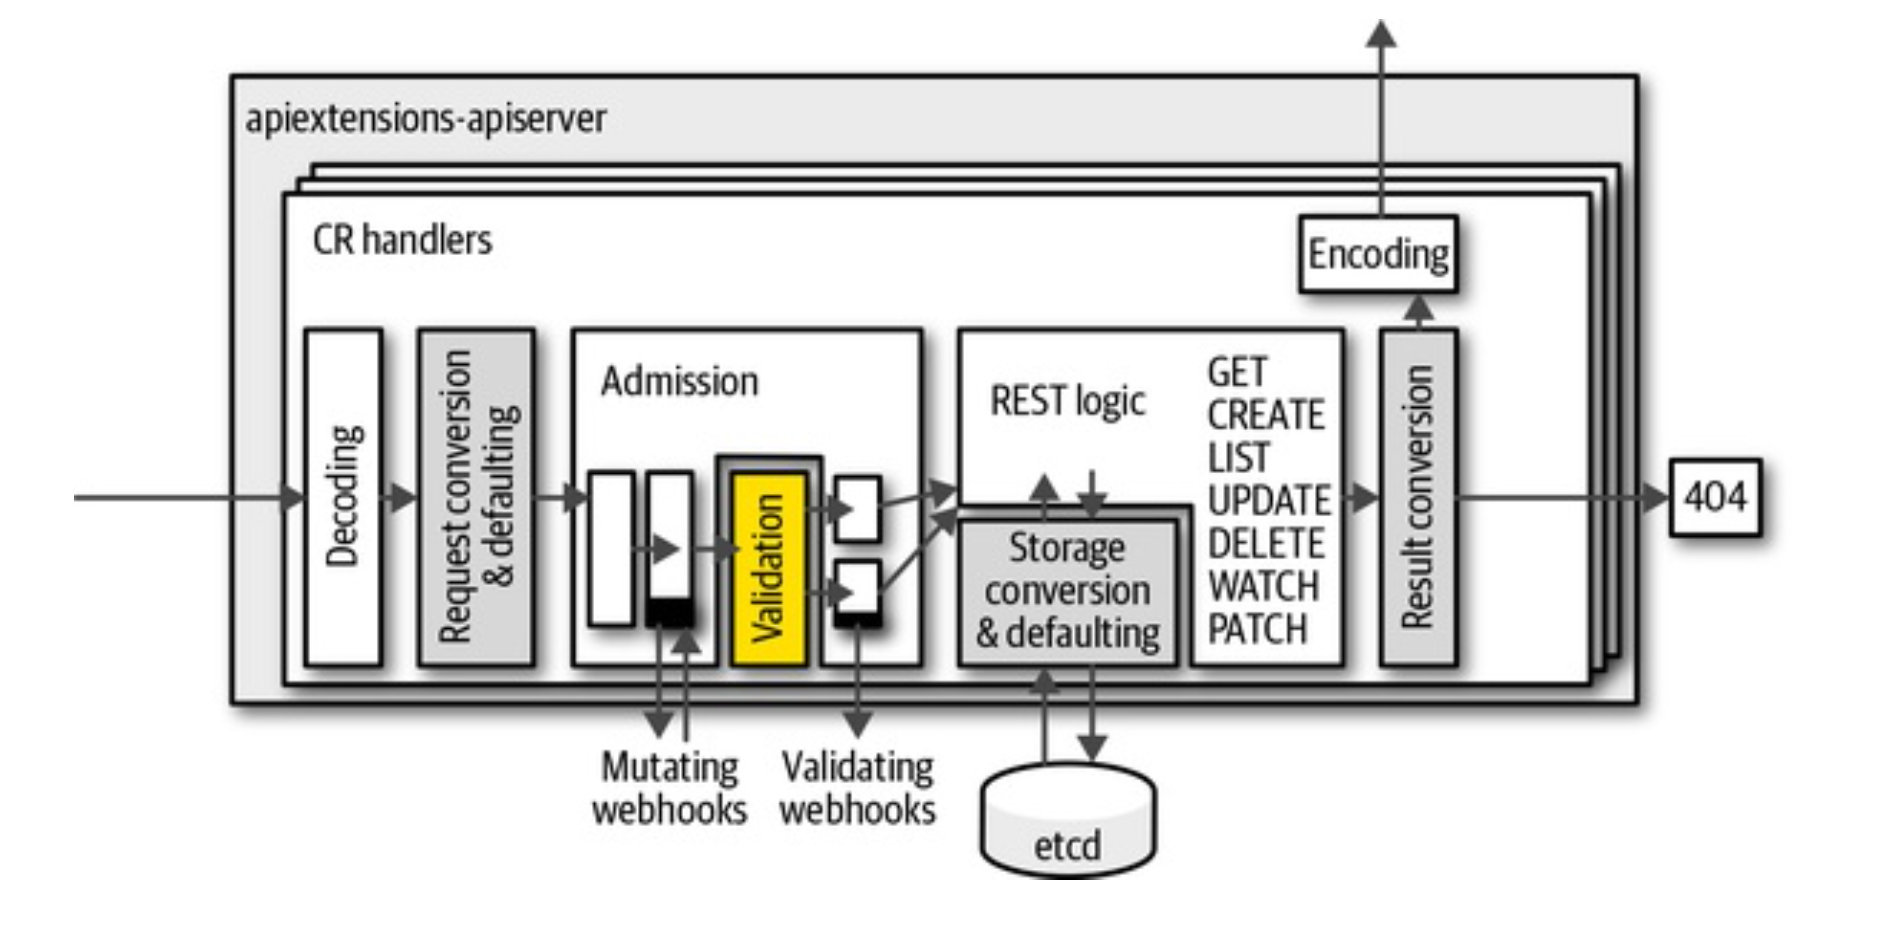 apiextensions-apiserver
CR handlers
Encoding
Decoding
Request conversion
& defaulting
Admission
Validation
REST logic
Storage
conversion
& defaulting
GET
CREATE
LIST
UPDATE
DELETE
WATCH
PATCH
Result conversion
404
Mutating
webhooks
Validating
webhooks
etcd